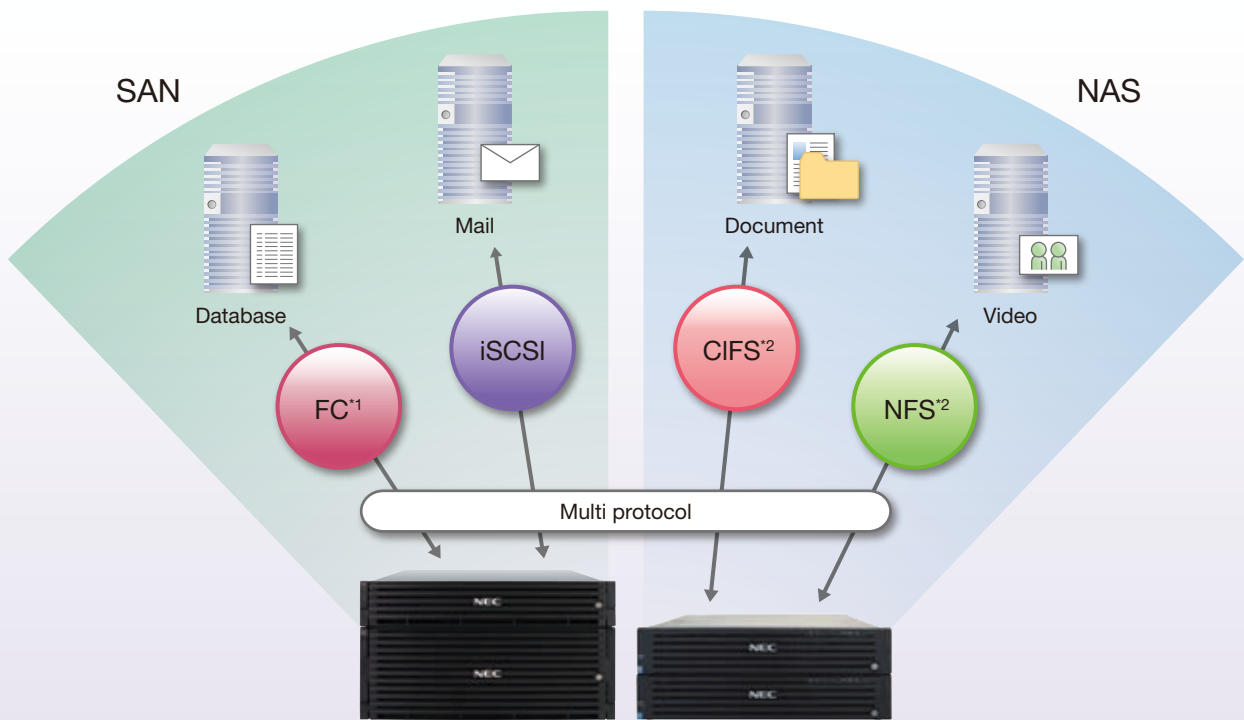 SAN
NAS
Mail
Document
Database
Video
iSCSI
CIFS*2
FC*1
NFS*2
Multi protocol
NEC
NEC
NEC
NEC